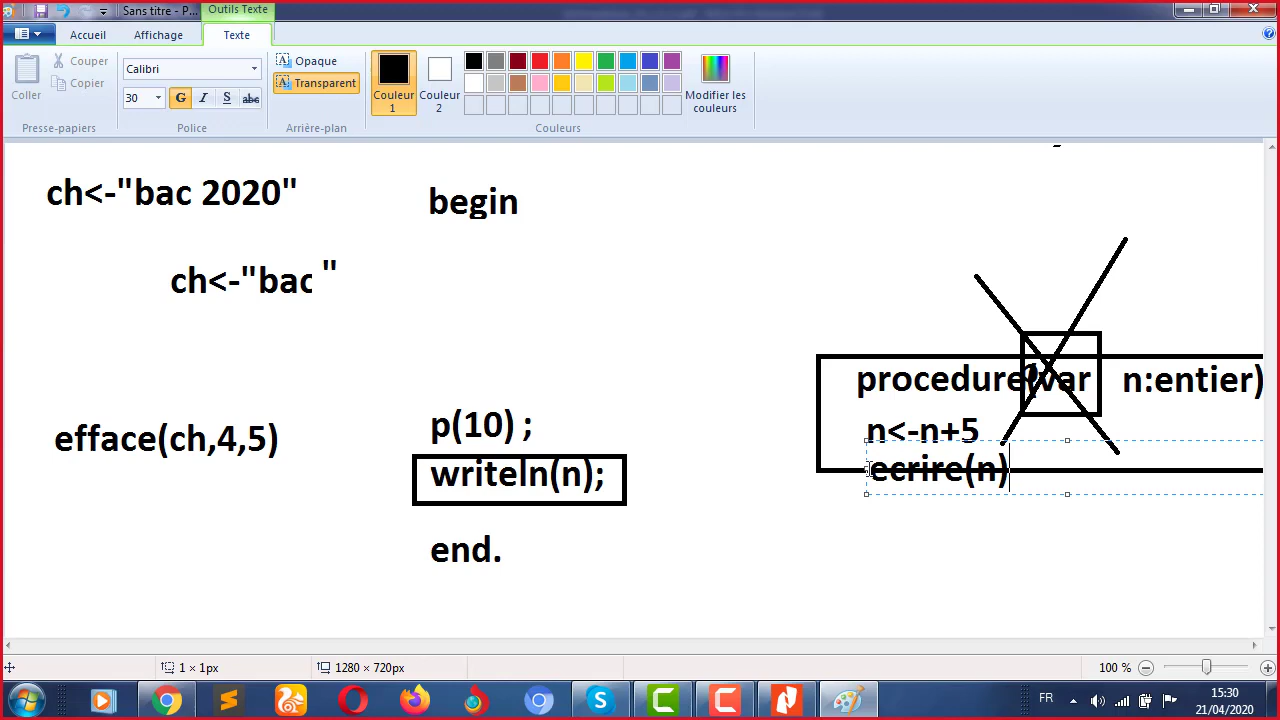 Sans titre - P...
Outils Texte
Accueil
Affichage
Texte
Coller
Couper
Copier
Presse-papiers
Calibri
30
G I S abc
Police
Opaque
Transparent
Arrière-plan
Couleur 1
Couleur 2
Modifier les couleurs
Couleurs
ch<-"bac 2020"
begin
ch<-"bac "
procedure(var n:entier)
efface(ch,4,5)
p(10) ;
n<-n+5
writeln(n);
ecrire(n)
end.
1 × 1px
1280 × 720px
100 %
FR
15:30
21/04/2020